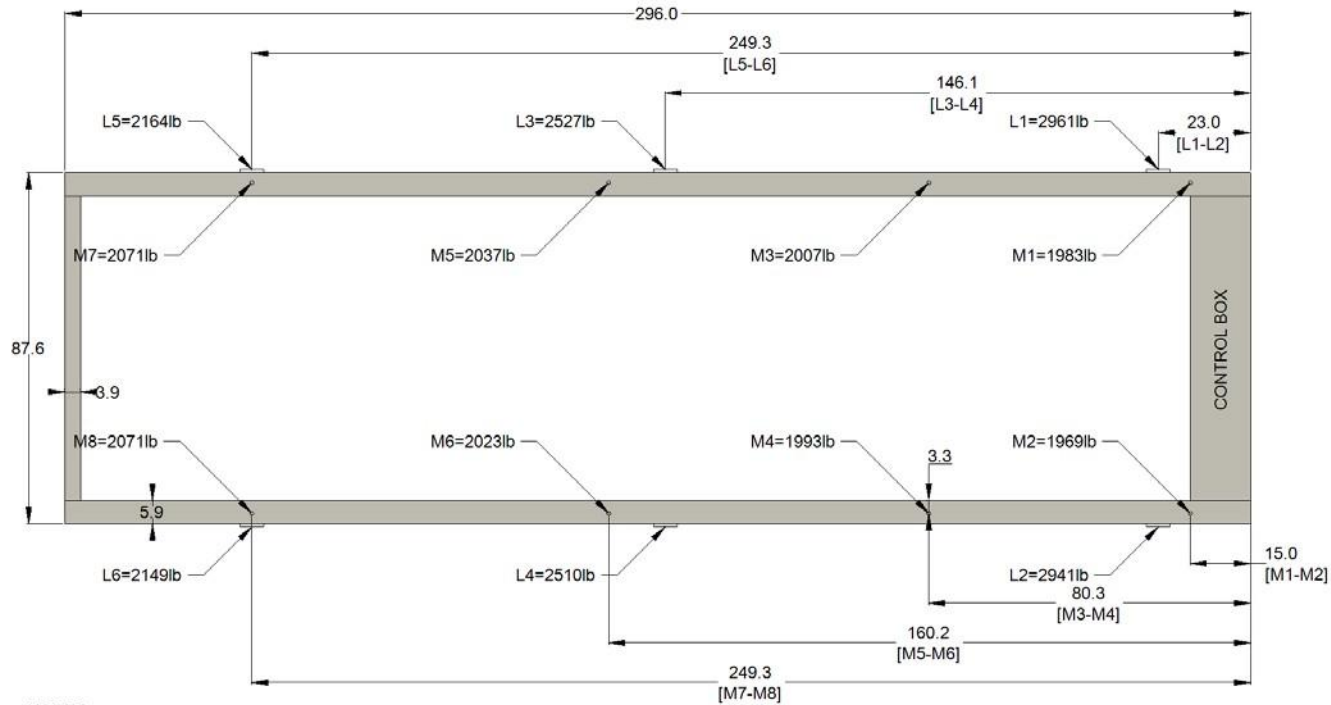 296.0
249.3
[L5-L6]
146.1
[L3-L4]
L5=2164lb
L3=2527lb
L1=2961lb
23.0
[L1-L2]
M7=2071lb
M5=2037lb
M3=2007lb
M1=1983lb
87.6
CONTROL BOX
3.9
M8=2071lb
M6=2023lb
M4=1993lb
M2=1969lb
3.3
5.9
L6=2149lb
L4=2510lb
L2=2941lb
15.0
[M1-M2]
80.3
[M3-M4]
160.2
[M5-M6]
249.3
[M7-M8]